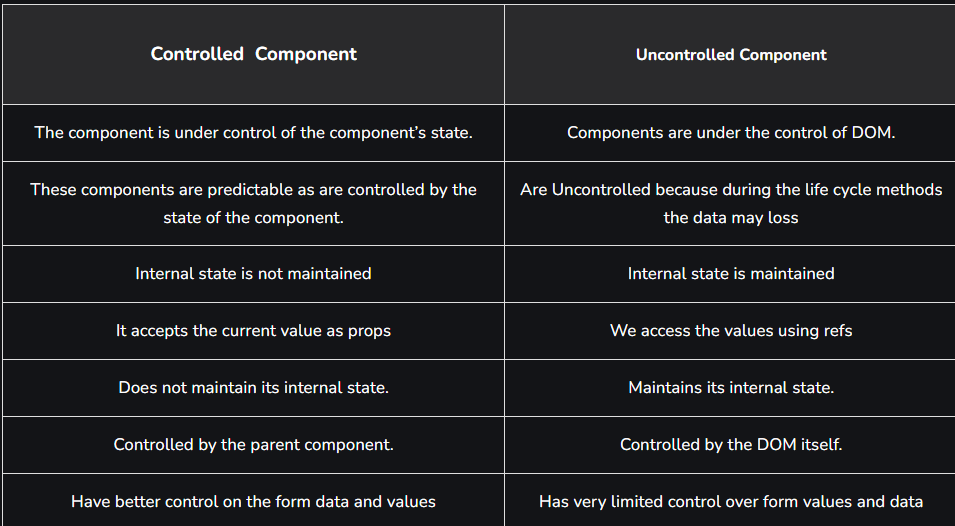 Controlled Component
Uncontrolled Component
The component is under control of the component’s state.
Components are under the control of DOM.
These components are predictable as are controlled by the
state of the component.
Are Uncontrolled because during the life cycle methods
the data may loss
Internal state is not maintained
Internal state is maintained
It accepts the current value as props
We access the values using refs
Does not maintain its internal state.
Maintains its internal state.
Controlled by the parent component.
Controlled by the DOM itself.
Have better control on the form data and values
Has very limited control over form values and data